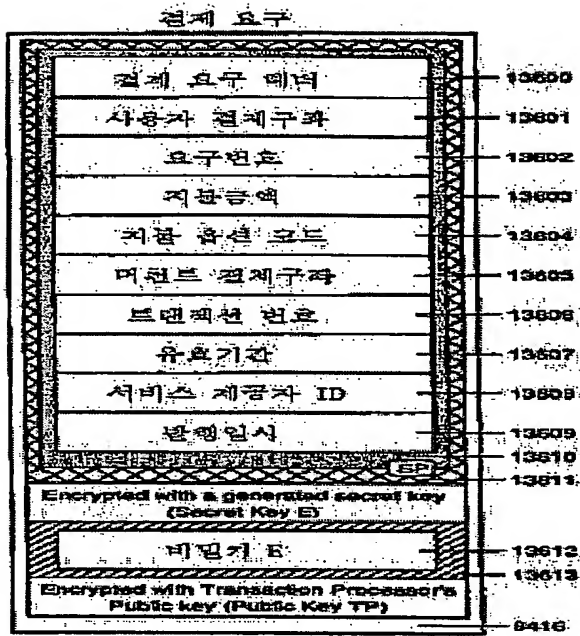 결제 요구
결제 요구 헤더 13600
사용자 결제구좌 13601
요구번호 13602
지불금액 13603
지불 옵션 코드 13604
머천트 결제구좌 13605
트랜잭션 번호 13606
유효기간 13607
서비스 제공자 ID 13608
발행일시 13609
13610
SP
13611
Encrypted with a generated secret key
(Secret Key E)
비밀키 E 13612
13613
Encrypted with Transaction Processor's
Public key (Public Key TP)
9416